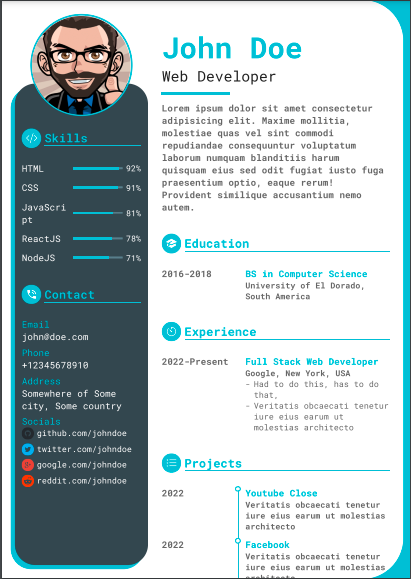 John Doe
Web Developer
Lorem ipsum dolor sit amet consectetur
adipisicing elit. Maxime mollitia,
molestiae quas vel sint commodi
repudiandae consequuntur voluptatum
laborum numquam blanditiis harum
quisquam eius sed odit fugiat iusto fuga
praesentium optio, eaque rerum!
Provident similique accusantium nemo
autem.
Skills
HTML 92%
CSS 91%
JavaScri
pt 81%
ReactJS 78%
NodeJS 71%
Contact
Email
john@doe.com
Phone
+12345678910
Address
Somewhere of Some
city, Some country
Socials
github.com/johndoe
twitter.com/johndoe
google.com/johndoe
reddit.com/johndoe
Education
2016-2018 BS in Computer Science
University of El Dorado,
South America
Experience
2022-Present Full Stack Web Developer
Google, New York, USA
- Had to do this, has to do
that,
- Veritatis obcaecati tenetur
iure eius earum ut
molestias architecto
Projects
2022 Youtube Close
Veritatis obcaecati tenetur
iure eius earum ut molestias
architecto
2022 Facebook
Veritatis obcaecati tenetur
iure eius earum ut molestias